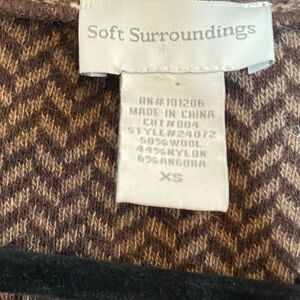 Soft Surroundings
RN#101206
MADE IN CHINA
CUT#004
STYLE#24072
50%WOOL
44%NYLON
6%ANGORA
XS